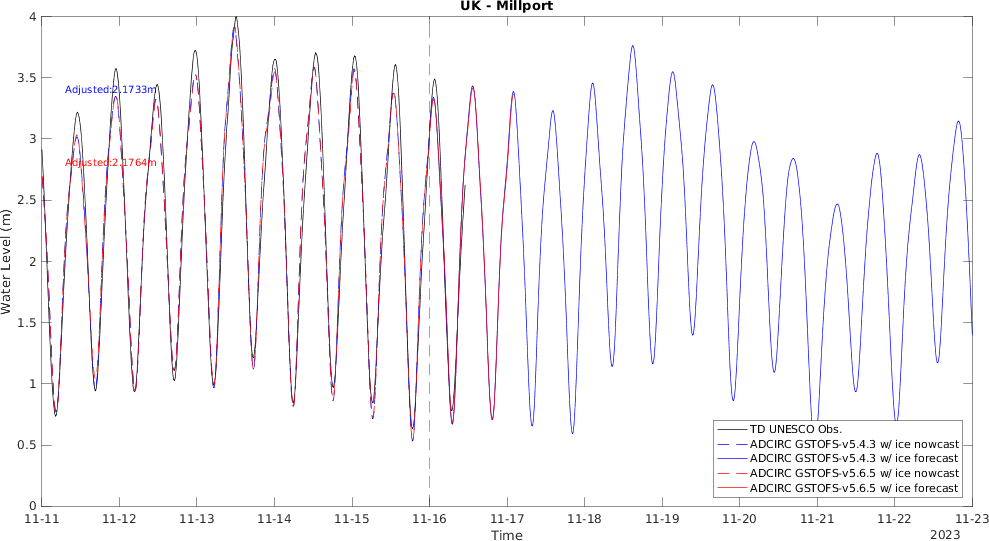 UK - Millport
4
3.5
3
2.5
2
1.5
1
0.5
0
Water Level (m)
Adjusted:2.1733m
Adjusted:2.1764m
TD UNESCO Obs.
ADCIRC GSTOFS-v5.4.3 w/ ice nowcast
ADCIRC GSTOFS-v5.4.3 w/ ice forecast
ADCIRC GSTOFS-v5.6.5 w/ ice nowcast
ADCIRC GSTOFS-v5.6.5 w/ ice forecast
11-11 11-12 11-13 11-14 11-15 11-16 11-17 11-18 11-19 11-20 11-21 11-22 11-23
Time
2023